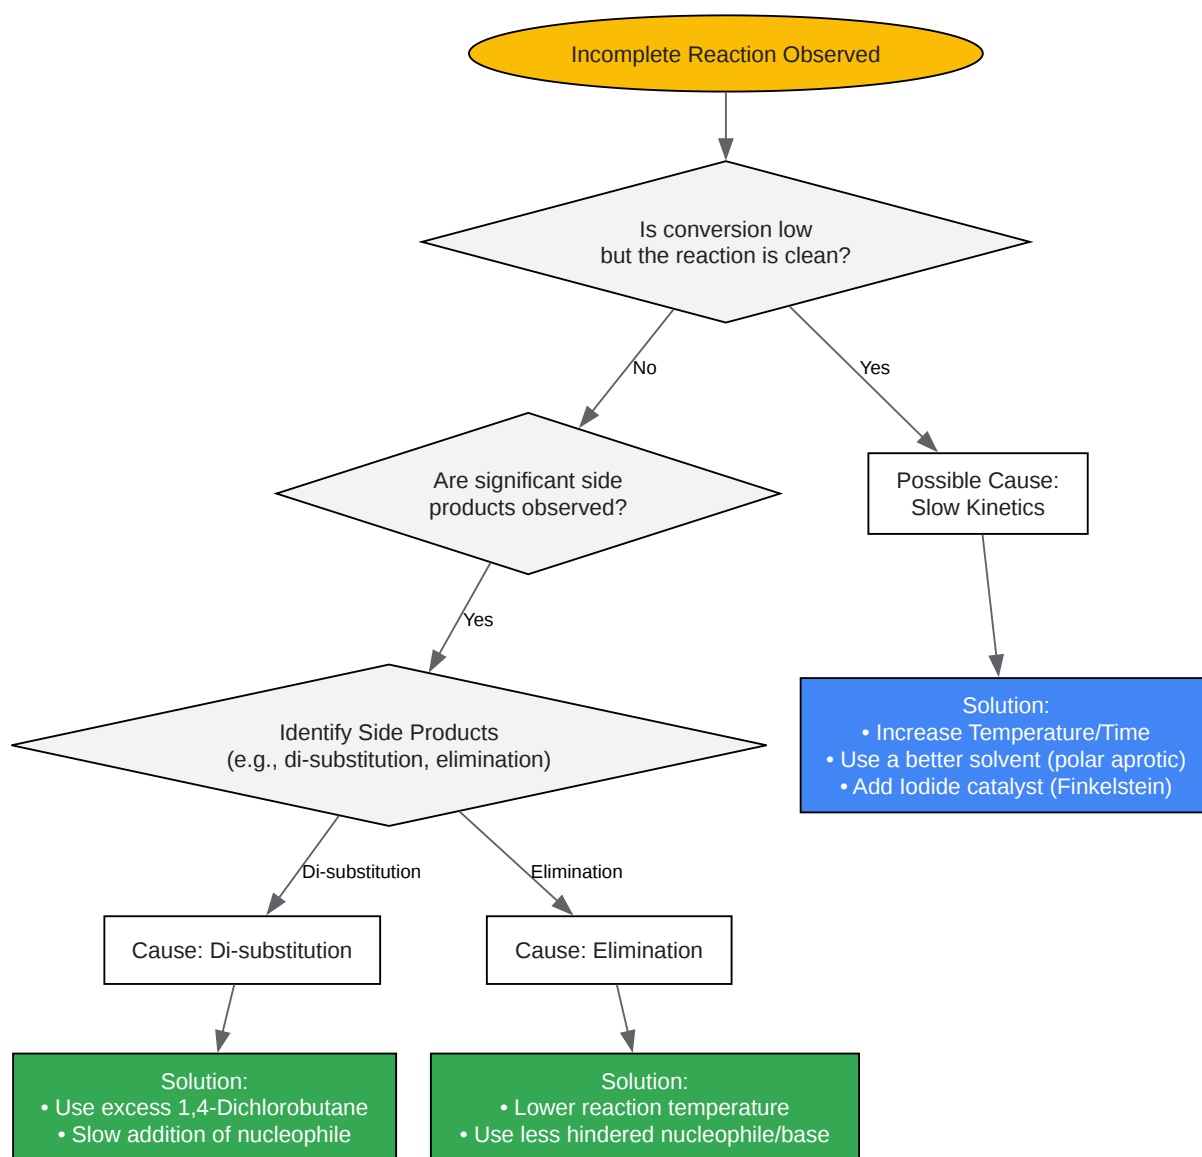 Incomplete Reaction Observed
Is conversion low
but the reaction is clean?
No
Yes
Are significant side
products observed?
Possible Cause:
Slow Kinetics
Yes
Identify Side Products
(e.g., di-substitution, elimination)
Solution:
• Increase Temperature/Time
• Use a better solvent (polar aprotic)
• Add Iodide catalyst (Finkelstein)
Di-substitution
Elimination
Cause: Di-substitution
Cause: Elimination
Solution:
• Use excess 1,4-Dichlorobutane
• Slow addition of nucleophile
Solution:
• Lower reaction temperature
• Use less hindered nucleophile/base